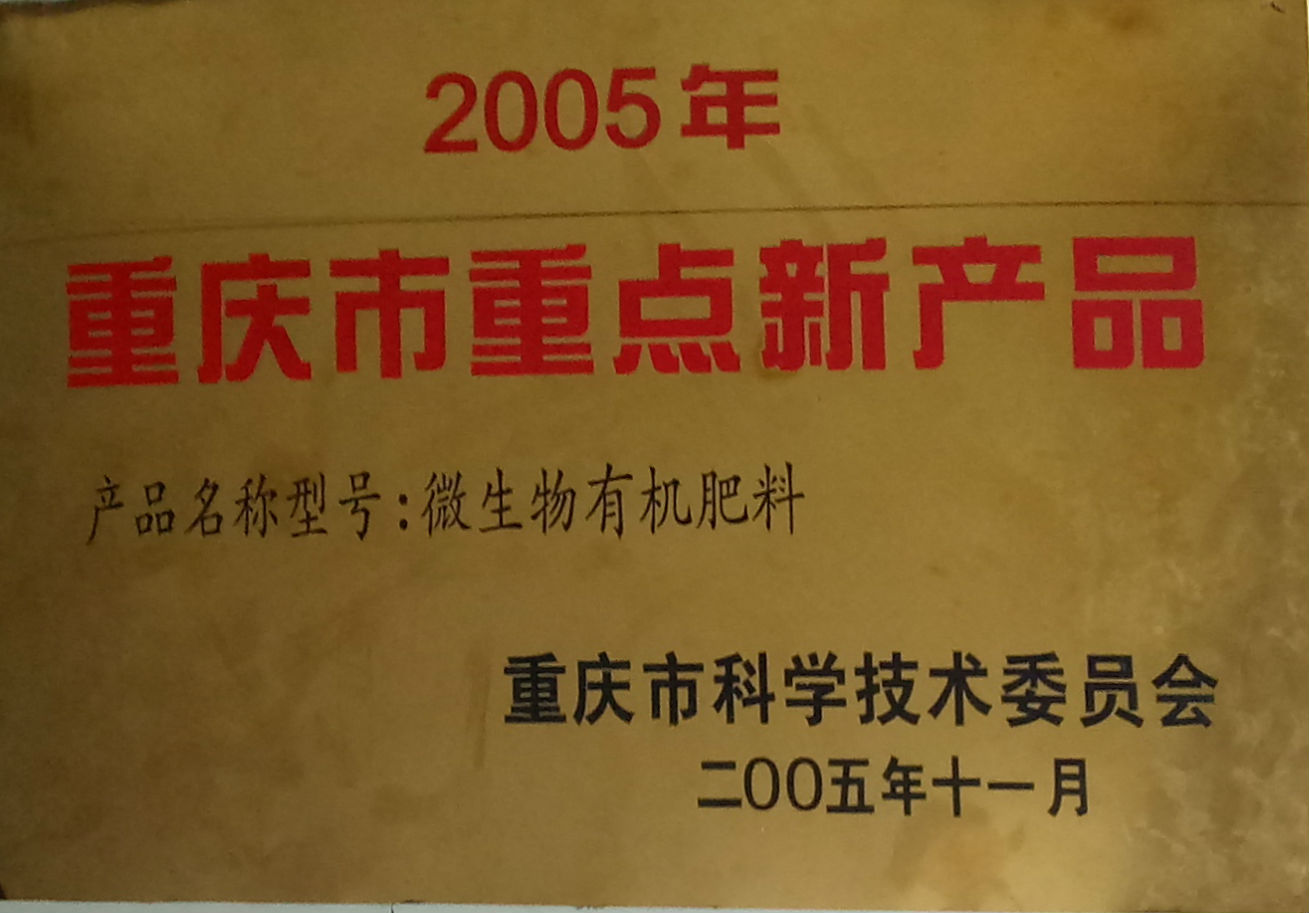 2005年
重庆市重点新产品
产品名称型号:微生物有机肥料
重庆市科学技术委员会
二00五年十一月